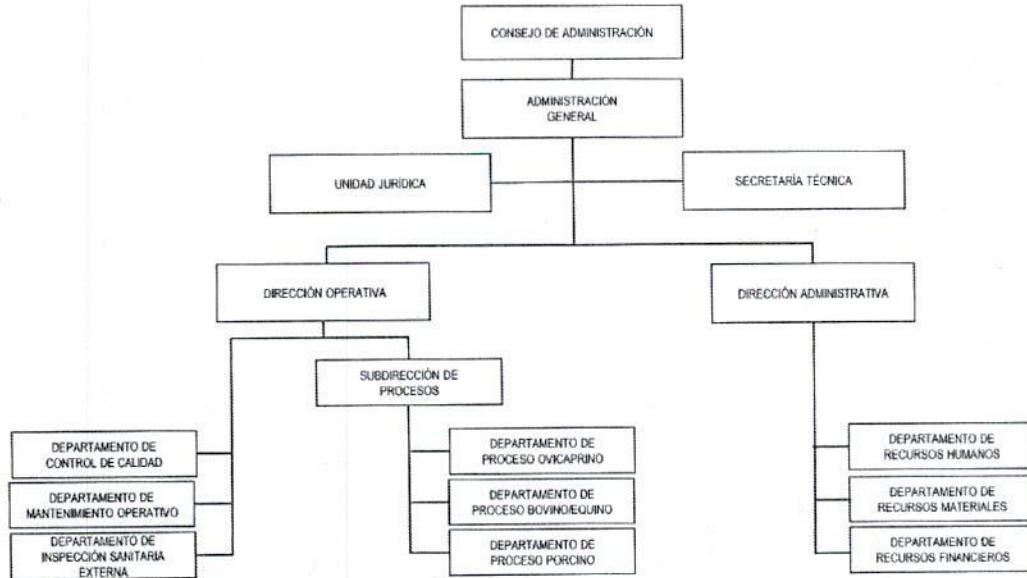 CONSEJO DE ADMINISTRACIÓN
ADMINISTRACIÓN
GENERAL
UNIDAD JURÍDICA
SECRETARÍA TÉCNICA
DIRECCIÓN OPERATIVA
DIRECCIÓN ADMINISTRATIVA
SUBDIRECCIÓN DE
PROCESOS
DEPARTAMENTO DE
CONTROL DE CALIDAD
DEPARTAMENTO DE
MANTENIMIENTO OPERATIVO
DEPARTAMENTO DE
INSPECCIÓN SANITARIA
EXTERNA
DEPARTAMENTO DE
PROCESO OVICAPRINO
DEPARTAMENTO DE
PROCESO BOVINO/EQUINO
DEPARTAMENTO DE
PROCESO PORCINO
DEPARTAMENTO DE
RECURSOS HUMANOS
DEPARTAMENTO DE
RECURSOS MATERIALES
DEPARTAMENTO DE
RECURSOS FINANCIEROS